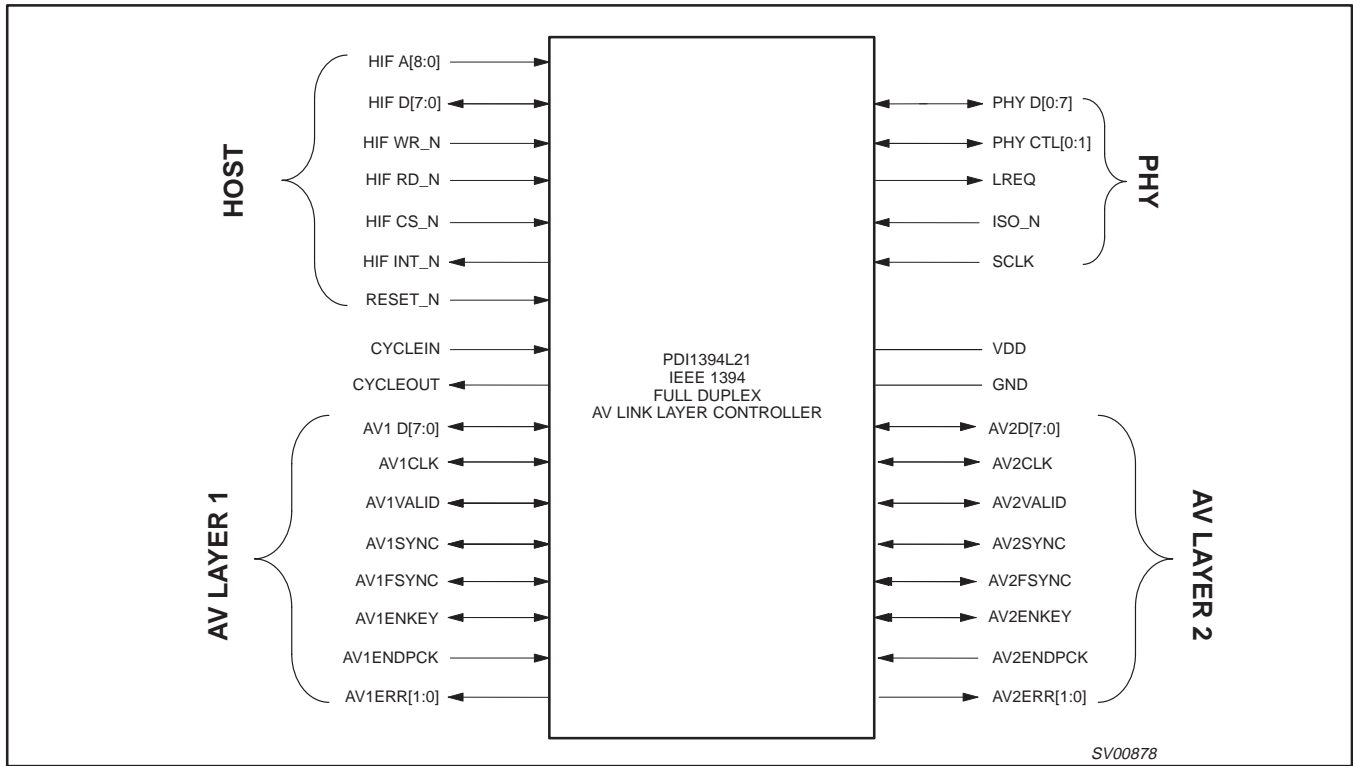 HOST
HIF A[8:0]
HIF D[7:0]
HIF WR_N
HIF RD_N
HIF CS_N
HIF INT_N
RESET_N
CYCLEIN
CYCLEOUT
AV LAYER 1
AV1 D[7:0]
AV1CLK
AV1VALID
AV1SYNC
AV1FSYNC
AV1ENKEY
AV1ENDPCK
AV1ERR[1:0]
PDI1394L21
IEEE 1394
FULL DUPLEX
AV LINK LAYER CONTROLLER
PHY D[0:7]
PHY CTL[0:1]
LREQ
ISO_N
SCLK
PHY
VDD
GND
AV2D[7:0]
AV2CLK
AV2VALID
AV2SYNC
AV2FSYNC
AV2ENKEY
AV2ENDPCK
AV2ERR[1:0]
AV LAYER 2
SV00878